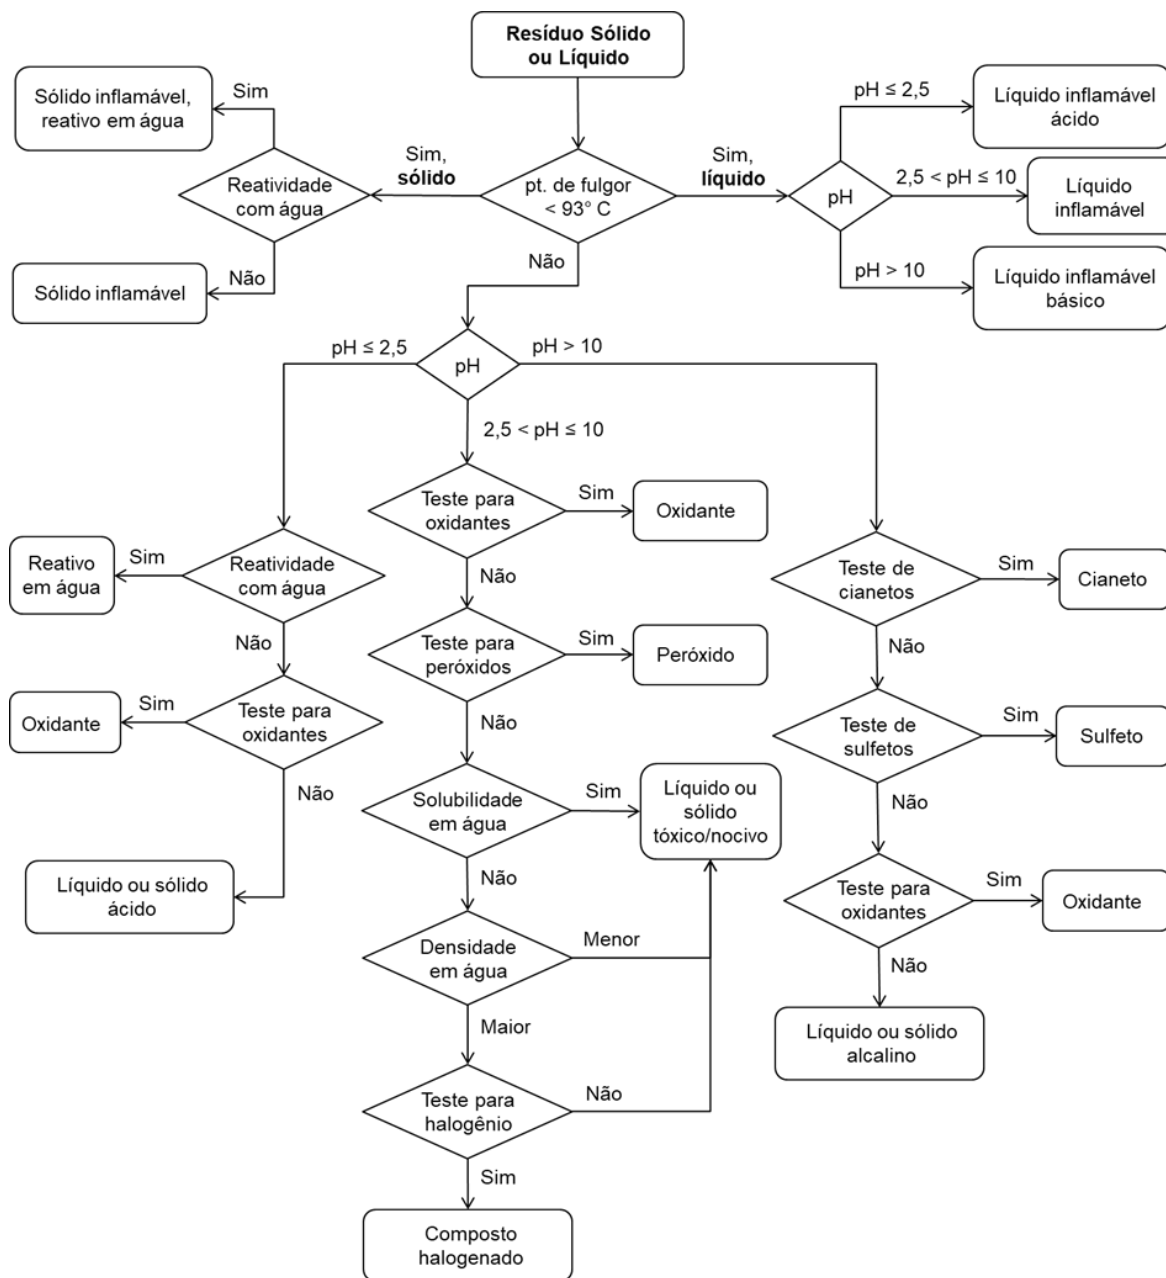 Resíduo Sólido
ou Líquido
Sim
Sólido inflamável,
reativo em água
pH ≤ 2,5
Líquido inflamável
ácido
Reatividade
com água
Sim,
sólido
pt. de fulgor
< 93° C
Sim,
líquido
pH
2,5 < pH ≤ 10
Líquido
inflamável
Não
Sólido inflamável
Não
pH > 10
Líquido inflamável
básico
pH ≤ 2,5
pH
pH > 10
2,5 < pH ≤ 10
Teste para
oxidantes
Sim
Oxidante
Não
Reativo
em água
Sim
Reatividade
com água
Teste de
cianetos
Sim
Cianeto
Não
Teste para
peróxidos
Sim
Peróxido
Não
Oxidante
Sim
Teste para
oxidantes
Não
Teste de
sulfetos
Sim
Sulfeto
Não
Solubilidade
em água
Sim
Líquido ou
sólido
tóxico/nocivo
Não
Líquido ou sólido
ácido
Não
Teste para
oxidantes
Sim
Oxidante
Densidade
em água
Menor
Não
Maior
Líquido ou sólido
alcalino
Teste para
halogênio
Não
Sim
Composto
halogenado